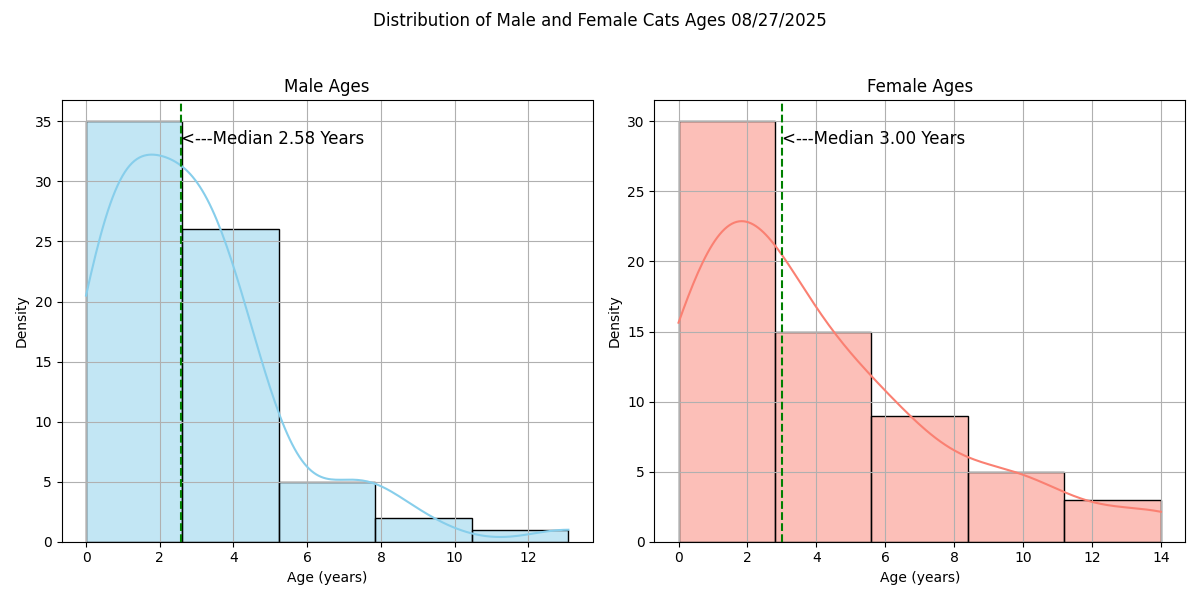 Distribution of Male and Female Cats Ages 08/27/2025
Male Ages
Density
35
30
25
20
15
10
5
0
<---Median 2.58 Years
0 2 4 6 8 10 12
Age (years)
Female Ages
Density
30
25
20
15
10
5
0
<---Median 3.00 Years
0 2 4 6 8 10 12 14
Age (years)